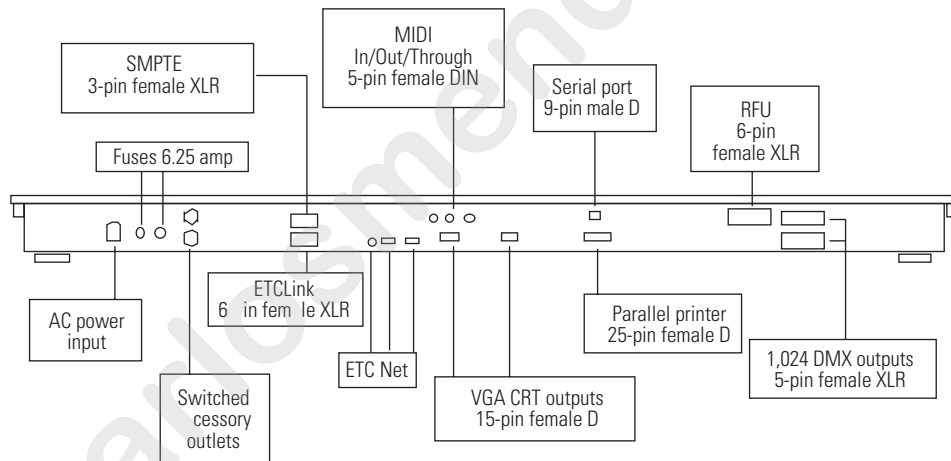 SMPTE
3-pin female XLR
MIDI
In/Out/Through
5-pin female DIN
Serial port
9-pin male D
RFU
6-pin
female XLR
Fuses 6.25 amp
AC power
input
Switched
cessory
outlets
ETCLink
6 in fem le XLR
ETC Net
VGA CRT outputs
15-pin female D
Parallel printer
25-pin female D
1,024 DMX outputs
5-pin female XLR
arlosmend